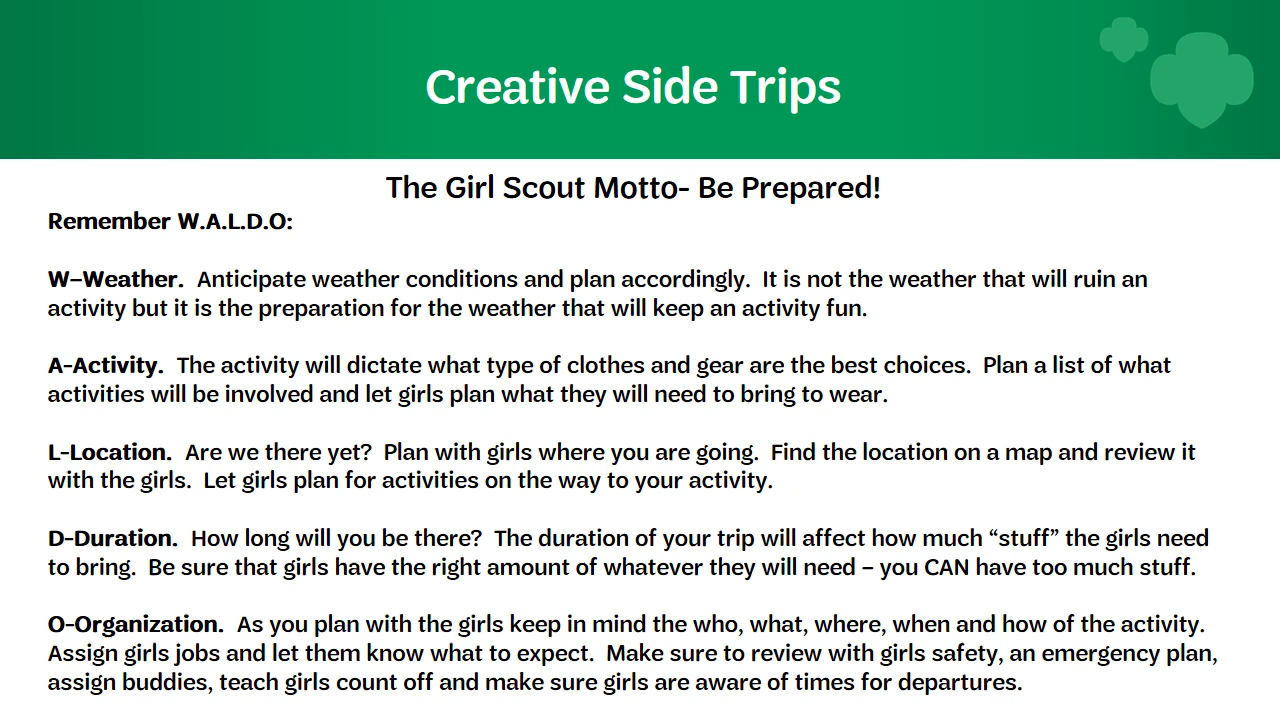 Creative Side Trips
The Girl Scout Motto- Be Prepared!
Remember W.A.L.D.O:
W–Weather.  Anticipate weather conditions and plan accordingly.  It is not the weather that will ruin an
activity but it is the preparation for the weather that will keep an activity fun.
A-Activity.  The activity will dictate what type of clothes and gear are the best choices.  Plan a list of what
activities will be involved and let girls plan what they will need to bring to wear.
L-Location.  Are we there yet?  Plan with girls where you are going.  Find the location on a map and review it
with the girls.  Let girls plan for activities on the way to your activity.
D-Duration.  How long will you be there?  The duration of your trip will affect how much “stuff” the girls need
to bring.  Be sure that girls have the right amount of whatever they will need – you CAN have too much stuff.
O-Organization.  As you plan with the girls keep in mind the who, what, where, when and how of the activity.
Assign girls jobs and let them know what to expect.  Make sure to review with girls safety, an emergency plan,
assign buddies, teach girls count off and make sure girls are aware of times for departures.